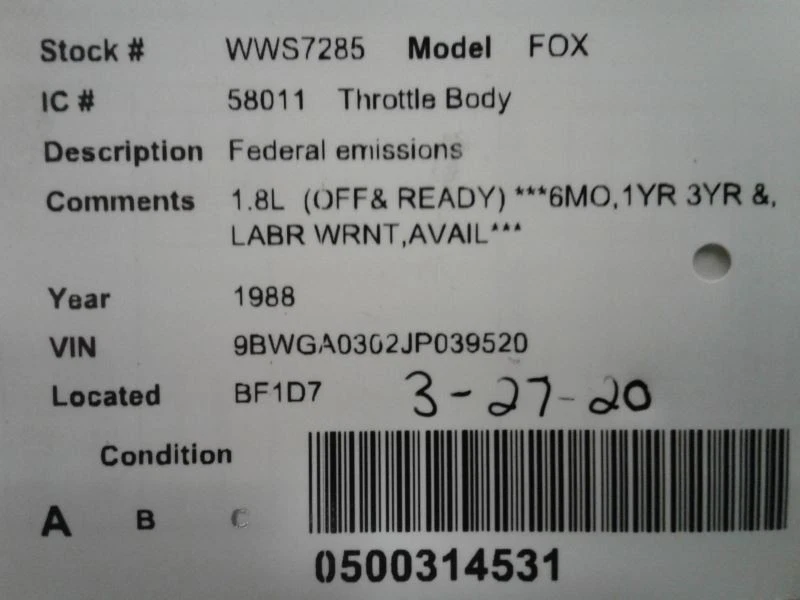 Stock # WWS7285 Model FOX
IC # 58011 Throttle Body
Description Federal emissions
Comments 1.8L (OFF& READY) ***6MO,1YR 3YR &,
LABR WRNT,AVAIL***
Year 1988
VIN 9BWGA0302JP039520
Located BF1D7 3-27-20
Condition
A B C
0500314531